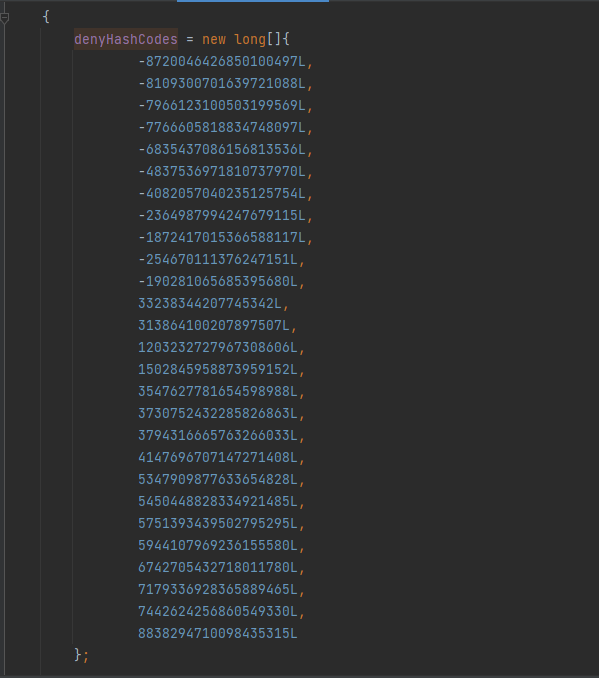 {
denyHashCodes = new long[]{
-8720046426850100497L,
-8109300701639721088L,
-7966123100503199569L,
-7766605818834748097L,
-6835437086156813536L,
-4837536971810737970L,
-4082057040235125754L,
-2364987994247679115L,
-1872417015366588117L,
-254670111376247151L,
-190281065685395680L,
33238344207745342L,
313864100207897507L,
1203232727967308606L,
1502845958873959152L,
3547627781654598988L,
3730752432285826863L,
3794316665763266033L,
4147696707147271408L,
5347909877633654828L,
5450448828334921485L,
5751393439502795295L,
5944107969236155580L,
6742705432718011780L,
7179336928365889465L,
7442624256860549330L,
8838294710098435315L
};